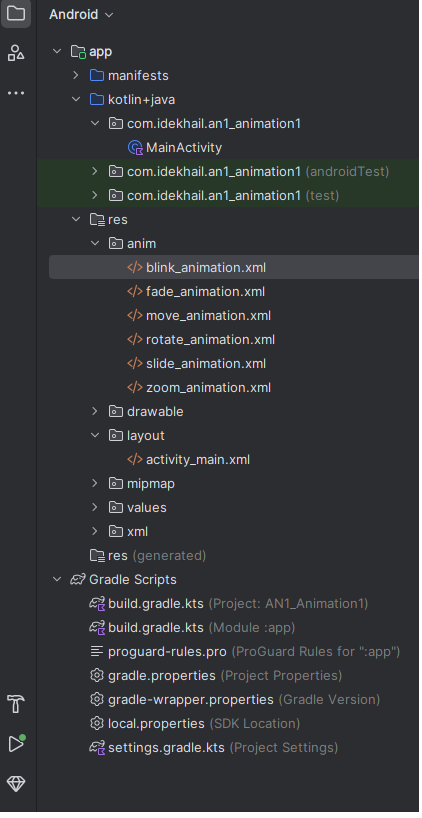 Android
app
manifests
kotlin+java
com.idekhail.an1_animation1
MainActivity
com.idekhail.an1_animation1 (androidTest)
com.idekhail.an1_animation1 (test)
res
anim
blink_animation.xml
fade_animation.xml
move_animation.xml
rotate_animation.xml
slide_animation.xml
zoom_animation.xml
drawable
layout
activity_main.xml
mipmap
values
xml
res (generated)
Gradle Scripts
build.gradle.kts (Project: AN1_Animation1)
build.gradle.kts (Module :app)
proguard-rules.pro (ProGuard Rules for ":app")
gradle.properties (Project Properties)
gradle-wrapper.properties (Gradle Version)
local.properties (SDK Location)
settings.gradle.kts (Project Settings)